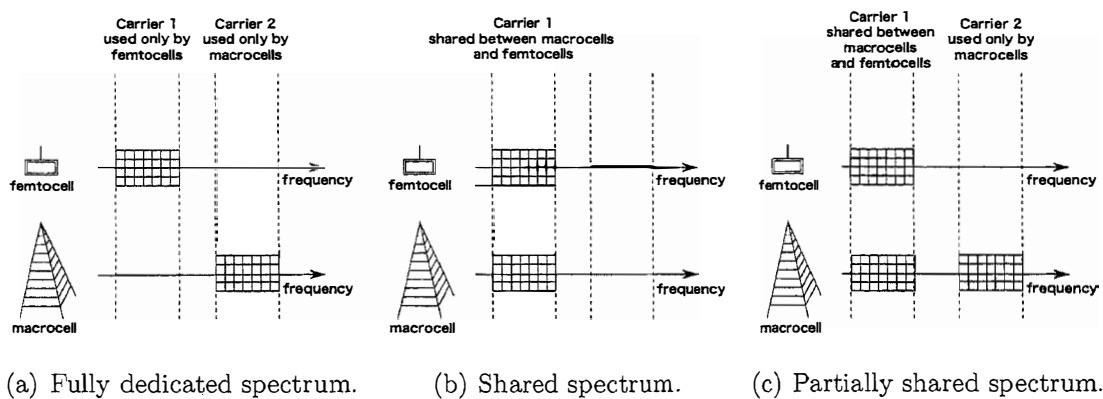 Carrier 1
used only by
femtocells
Carrier 2
used only by
macrocells
femtocell
frequency
macrocell
frequency
(a) Fully dedicated spectrum.
Carrier 1
shared between macrocells
and femtocells
femtocell
frequency
macrocell
frequency
(b) Shared spectrum.
Carrier 1
shared between
macrocells
and femtocells
Carrier 2
used only by
macrocells
femtocell
frequency
macrocell
frequency
(c) Partially shared spectrum.